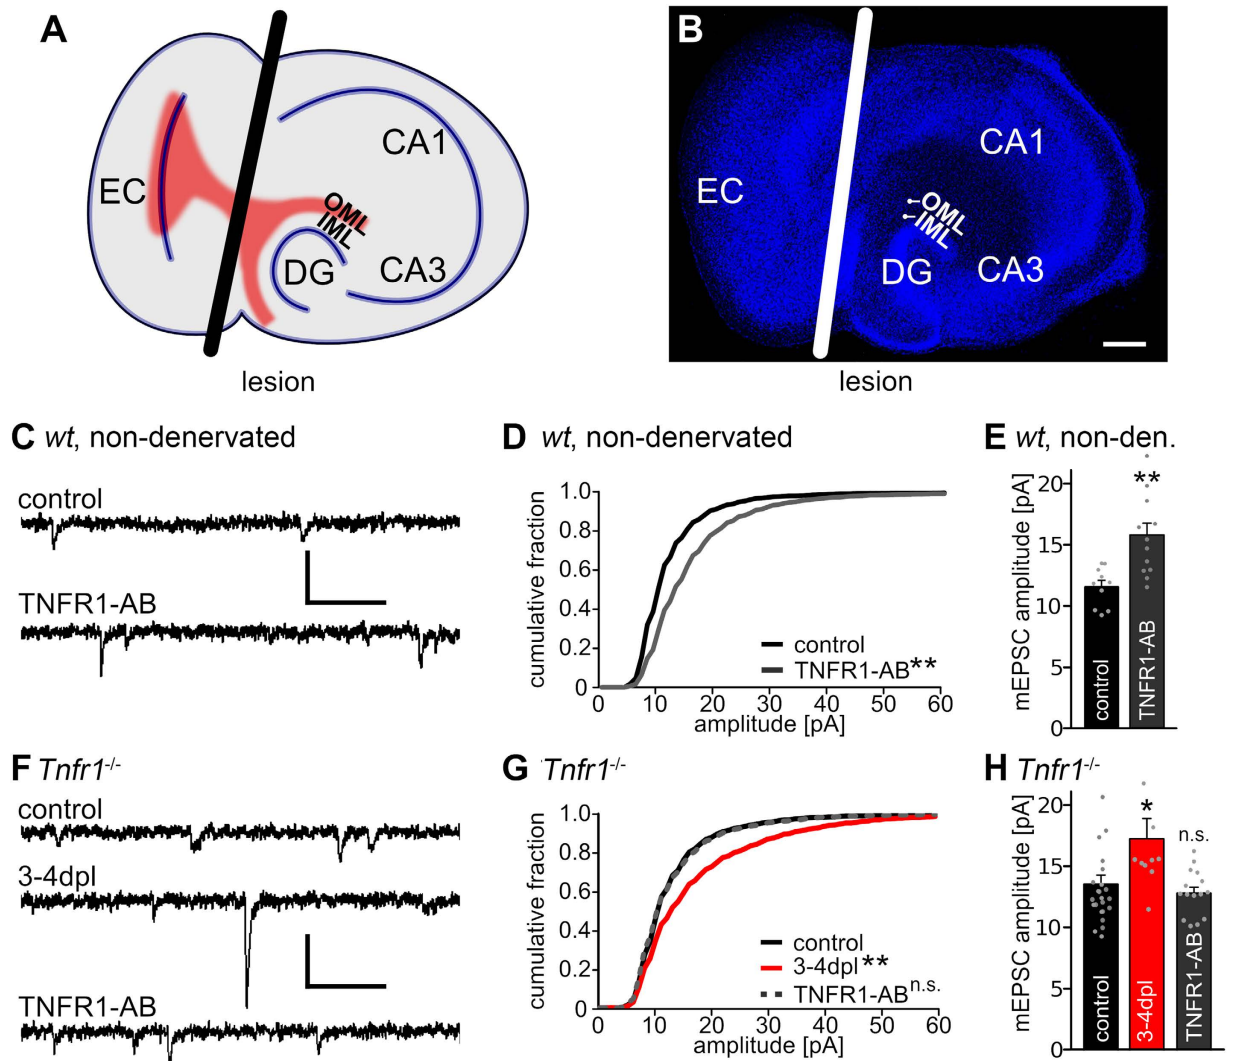 A
EC
CA1
OML
IML
DG
CA3
lesion
B
EC
CA1
OML
IML
DG
CA3
lesion
C wt, non-denervated
control
TNFR1-AB
D wt, non-denervated
cumulative fraction
1.0
0.8
0.6
0.4
0.2
0
control
TNFR1-AB**
0 10 20 30 40 50 60
amplitude [pA]
E wt, non-den.
mEPSC amplitude [pA]
20
15
10
5
0
**
control
TNFR1-AB
F Tnfr1-/-
control
3-4dpl
TNFR1-AB
G Tnfr1-/-
cumulative fraction
1.0
0.8
0.6
0.4
0.2
0
control
3-4dpl**
TNFR1-AB n.s.
0 10 20 30 40 50 60
amplitude [pA]
H Tnfr1-/-
mEPSC amplitude [pA]
20
15
10
5
0
*
n.s.
control
3-4dpl
TNFR1-AB